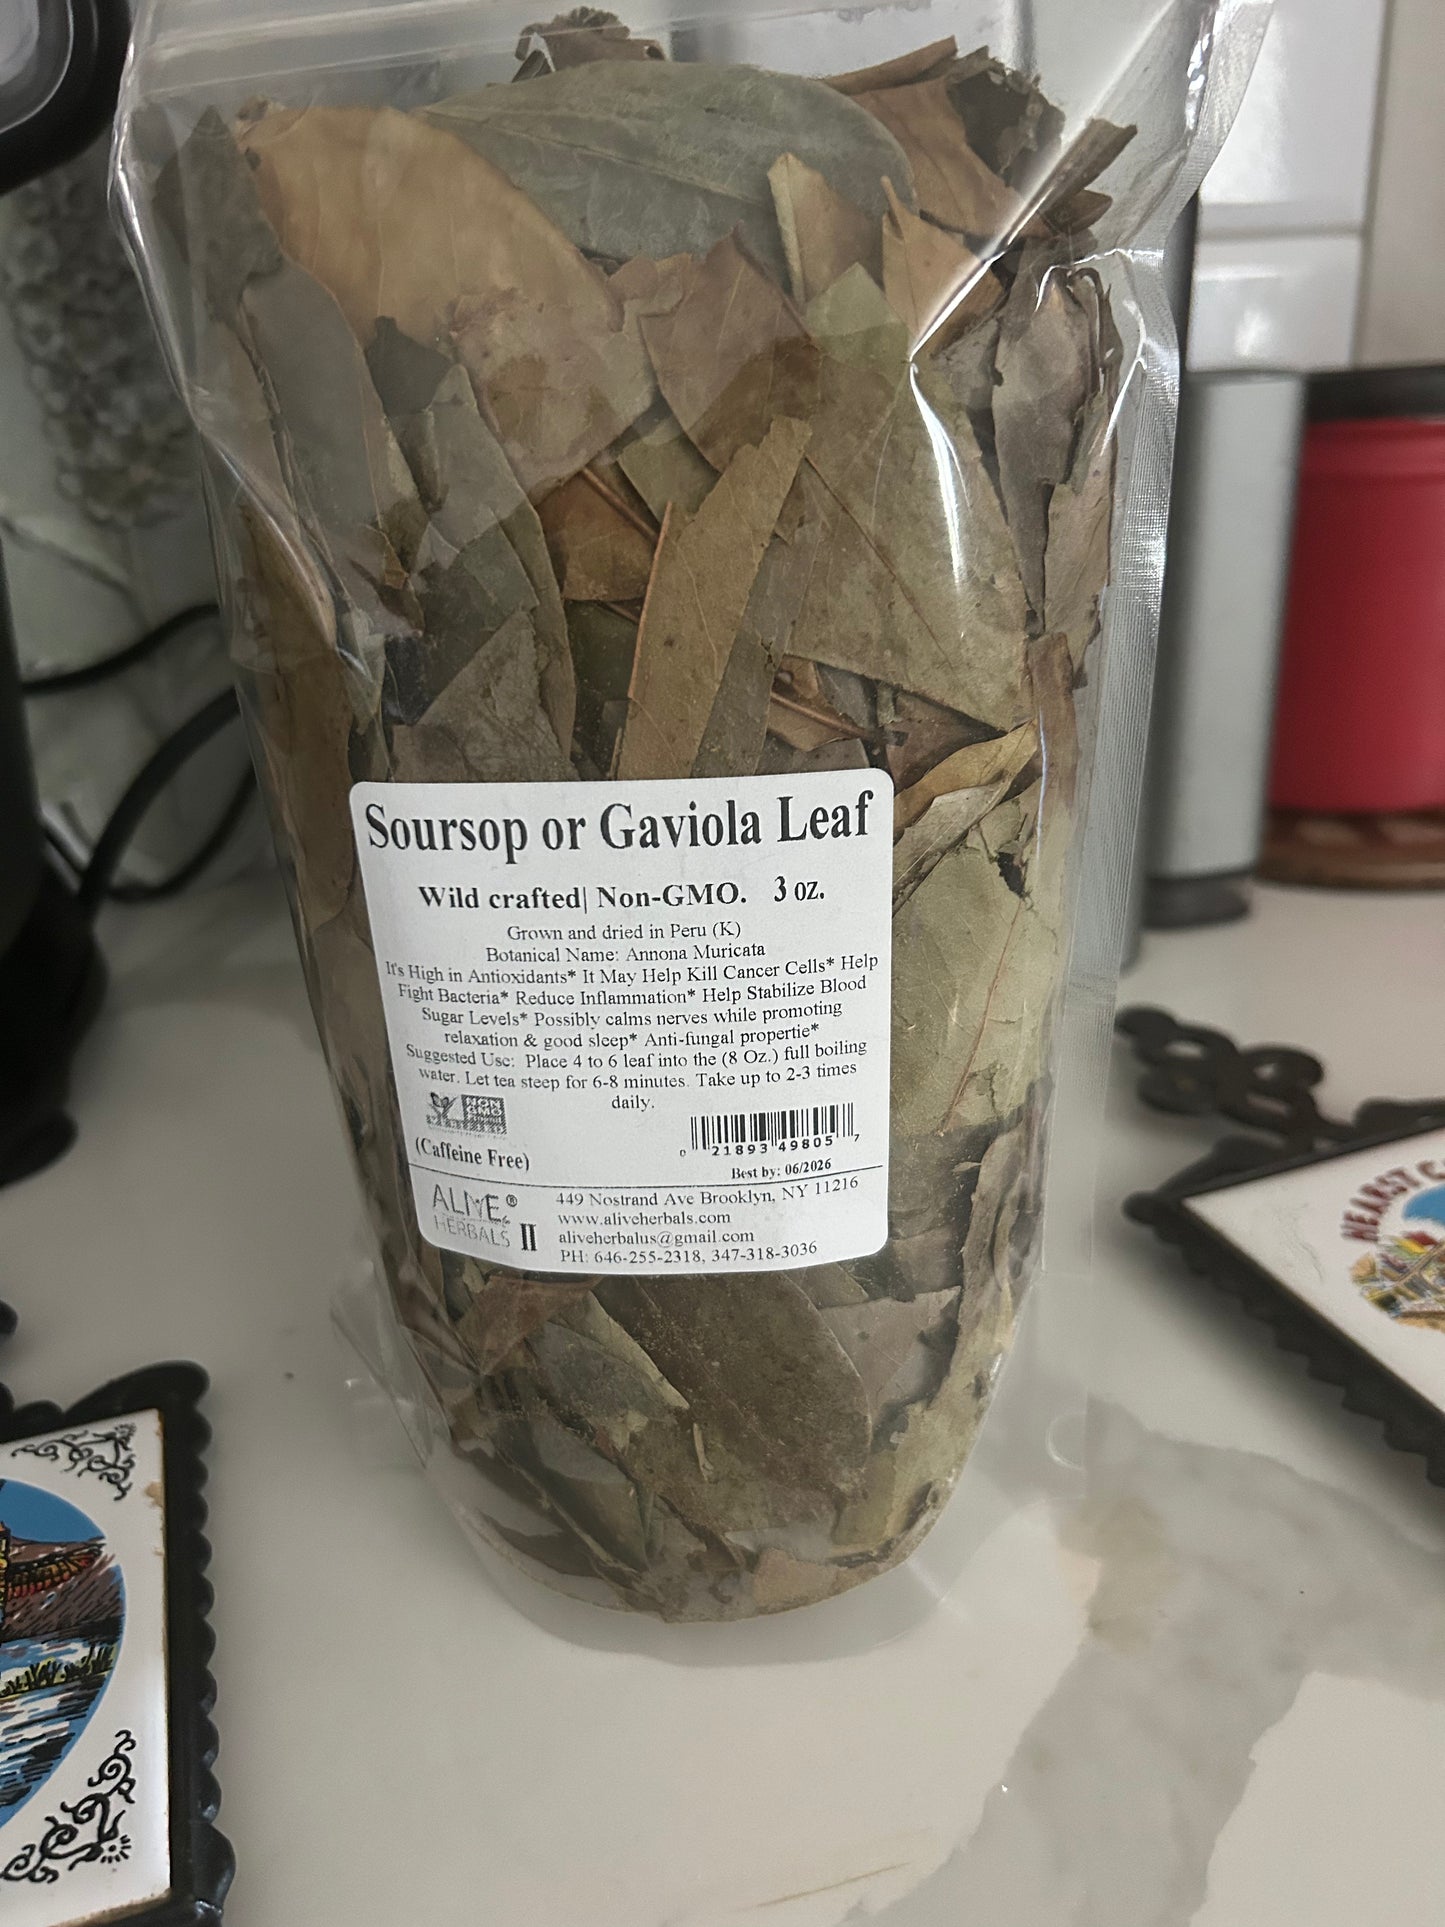 Soursop or Gaviola Leaf
Wild crafted| Non-GMO. 3 oz.
Grown and dried in Peru (K)
Botanical Name: Annona Muricata
It's High in Antioxidants* It May Help Kill Cancer Cells* Help
Fight Bacteria* Reduce Inflammation* Help Stabilize Blood
Sugar Levels* Possibly calms nerves while promoting
relaxation & good sleep* Anti-fungal propertie*
Suggested Use: Place 4 to 6 leaf into the (8 Oz.) full boiling
water. Let tea steep for 6-8 minutes. Take up to 2-3 times
daily.
NON
GMO
(Caffeine Free)
0 21893 49805 7
Best by: 06/2026
ALIVE®
HERBALS II
449 Nostrand Ave Brooklyn, NY 11216
www.aliveherbals.com
aliveherbalus@gmail.com
PH: 646-255-2318, 347-318-3036
HEARST